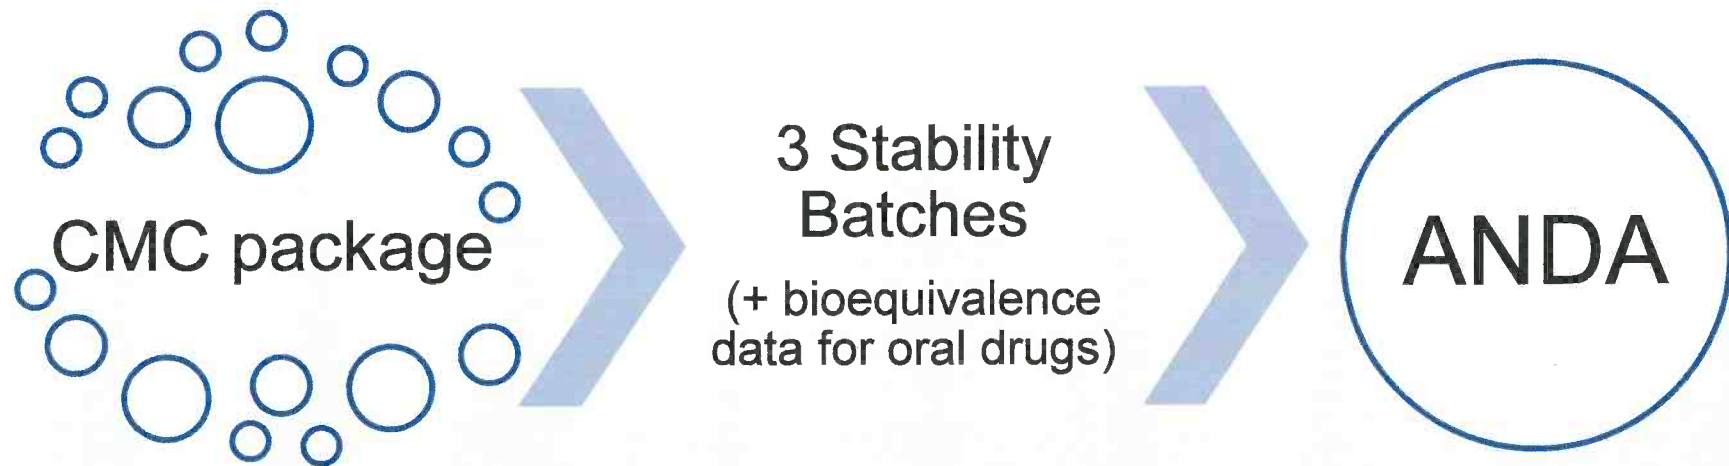 CMC package
3 Stability
Batches
(+ bioequivalence
data for oral drugs)
ANDA